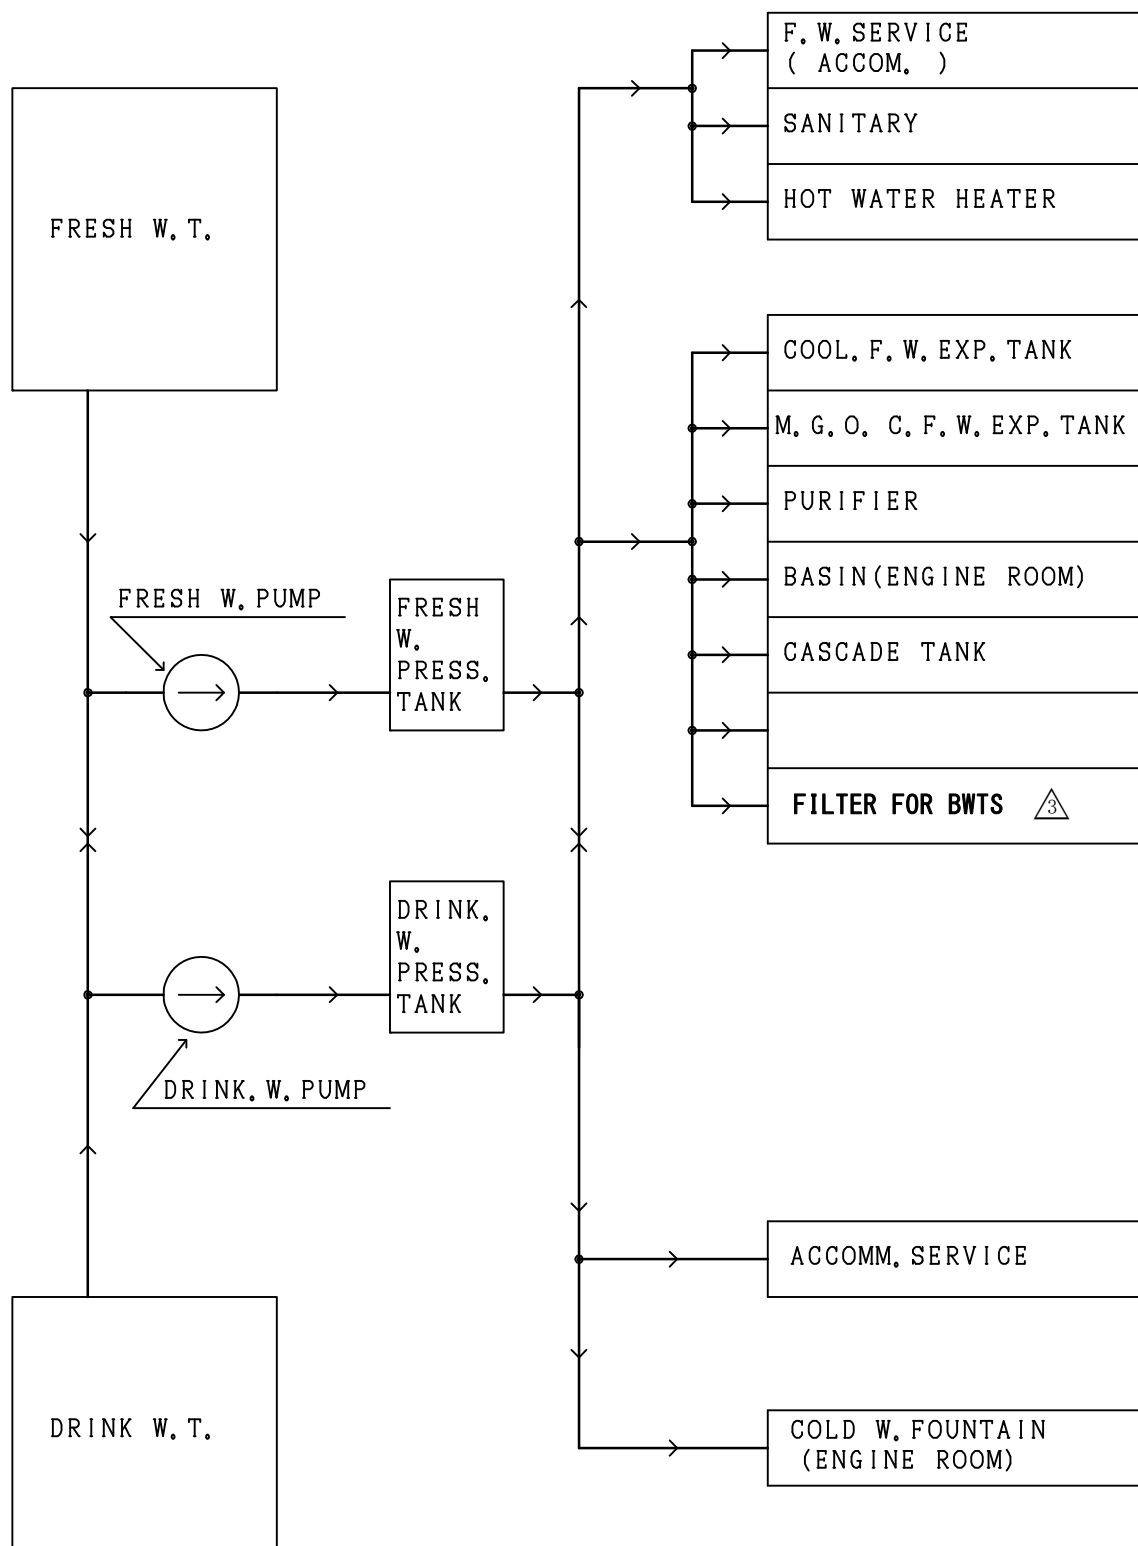 F. W. SERVICE
( ACCOM. )
SANITARY
HOT WATER HEATER
FRESH W. T.
COOL. F. W. EXP. TANK
M. G. O. C. F. W. EXP. TANK
PURIFIER
BASIN(ENGINE ROOM)
CASCADE TANK
FILTER FOR BWTS 3
FRESH W. PUMP
FRESH
W.
PRESS.
TANK
DRINK.
W.
PRESS.
TANK
DRINK. W. PUMP
ACCOMM. SERVICE
DRINK W. T.
COLD W. FOUNTAIN
(ENGINE ROOM)